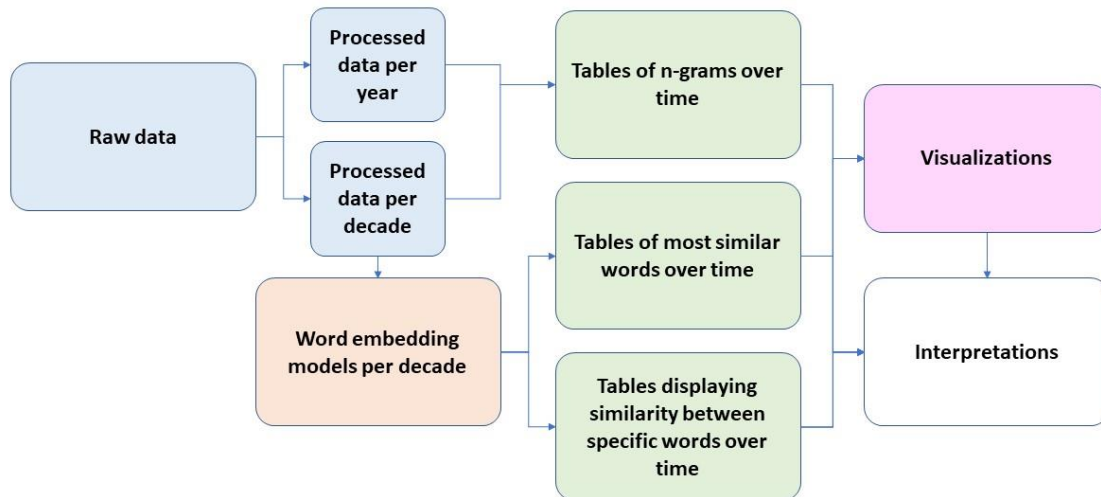 Raw data
Processed
data per
year
Processed
data per
decade
Word embedding
models per decade
Tables of n-grams over
time
Tables of most similar
words over time
Tables displaying
similarity between
specific words over
time
Visualizations
Interpretations